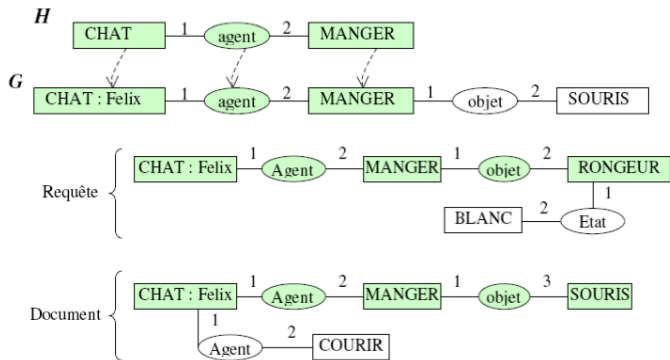 H
CHAT 1 agent 2 MANGER
G
CHAT : Felix 1 agent 2 MANGER 1 objet 2 SOURIS
Requête
CHAT : Felix 1 Agent 2 MANGER 1 objet 2 RONGEUR
1
BLANC 2 Etat
Document
CHAT : Felix 1 Agent 2 MANGER 1 objet 3 SOURIS
1
Agent 2 COURIR